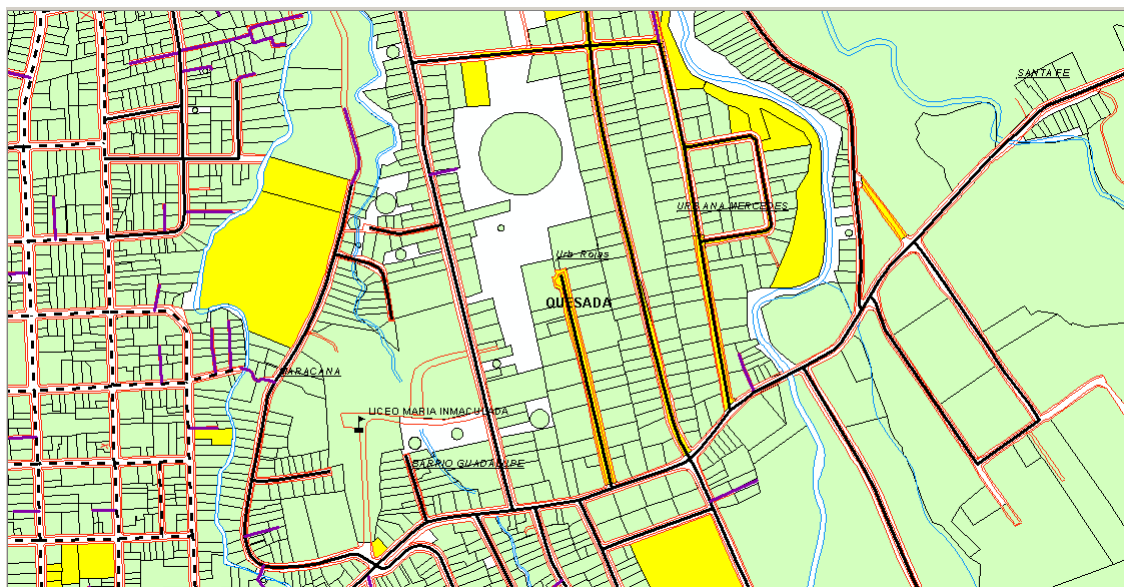 SANTA FE
URBANA MERCEDES
Urb Rojas
QUESADA
MARACANA
LICEO MARIA INMACULADA
BARRIO GUADALUPE